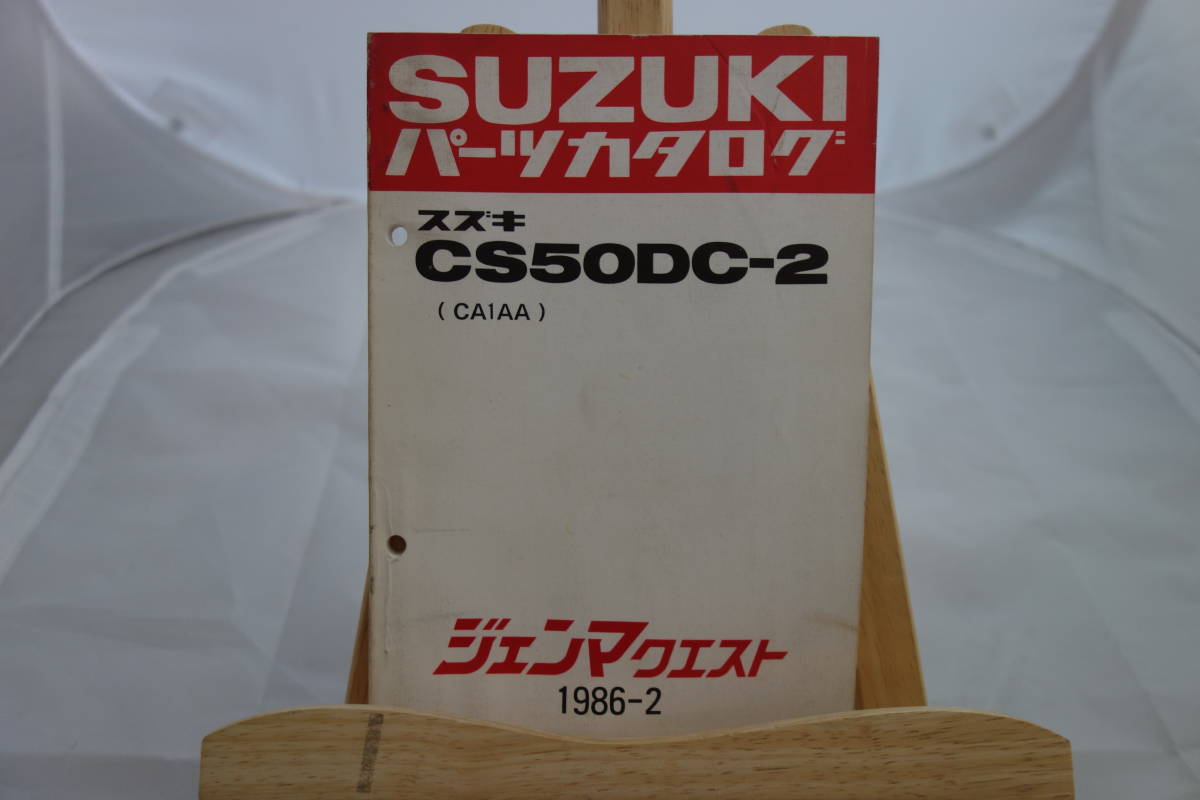 SUZUKI
パーツカタログ
スズキ
CS50DC-2
( CA1AA )
ジェンマクエスト
1986-2